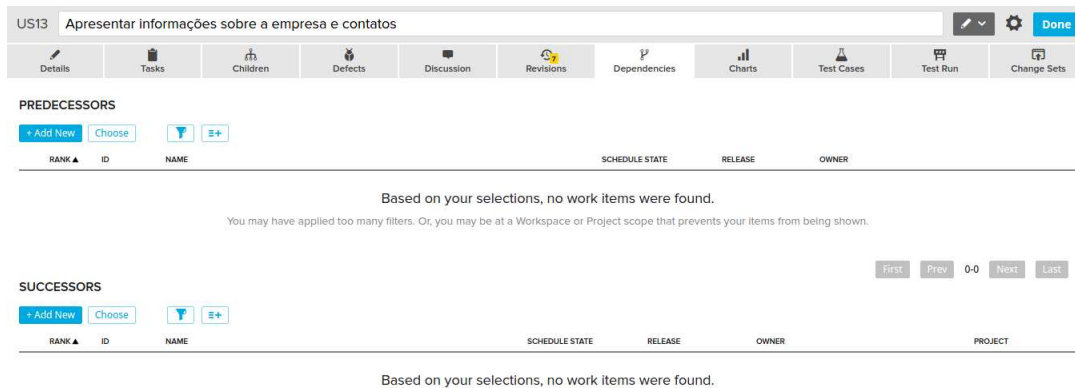 US13 Apresentar informações sobre a empresa e contatos Done
Details Tasks Children Defects Discussion Revisions 7 Dependencies Charts Test Cases Test Run Change Sets
PREDECESSORS
+ Add New Choose
RANK ID NAME SCHEDULE STATE RELEASE OWNER
Based on your selections, no work items were found.
You may have applied too many filters. Or, you may be at a Workspace or Project scope that prevents your items from being shown.
First Prev 0-0 Next Last
SUCCESSORS
+ Add New Choose
RANK ID NAME SCHEDULE STATE RELEASE OWNER PROJECT
Based on your selections, no work items were found.